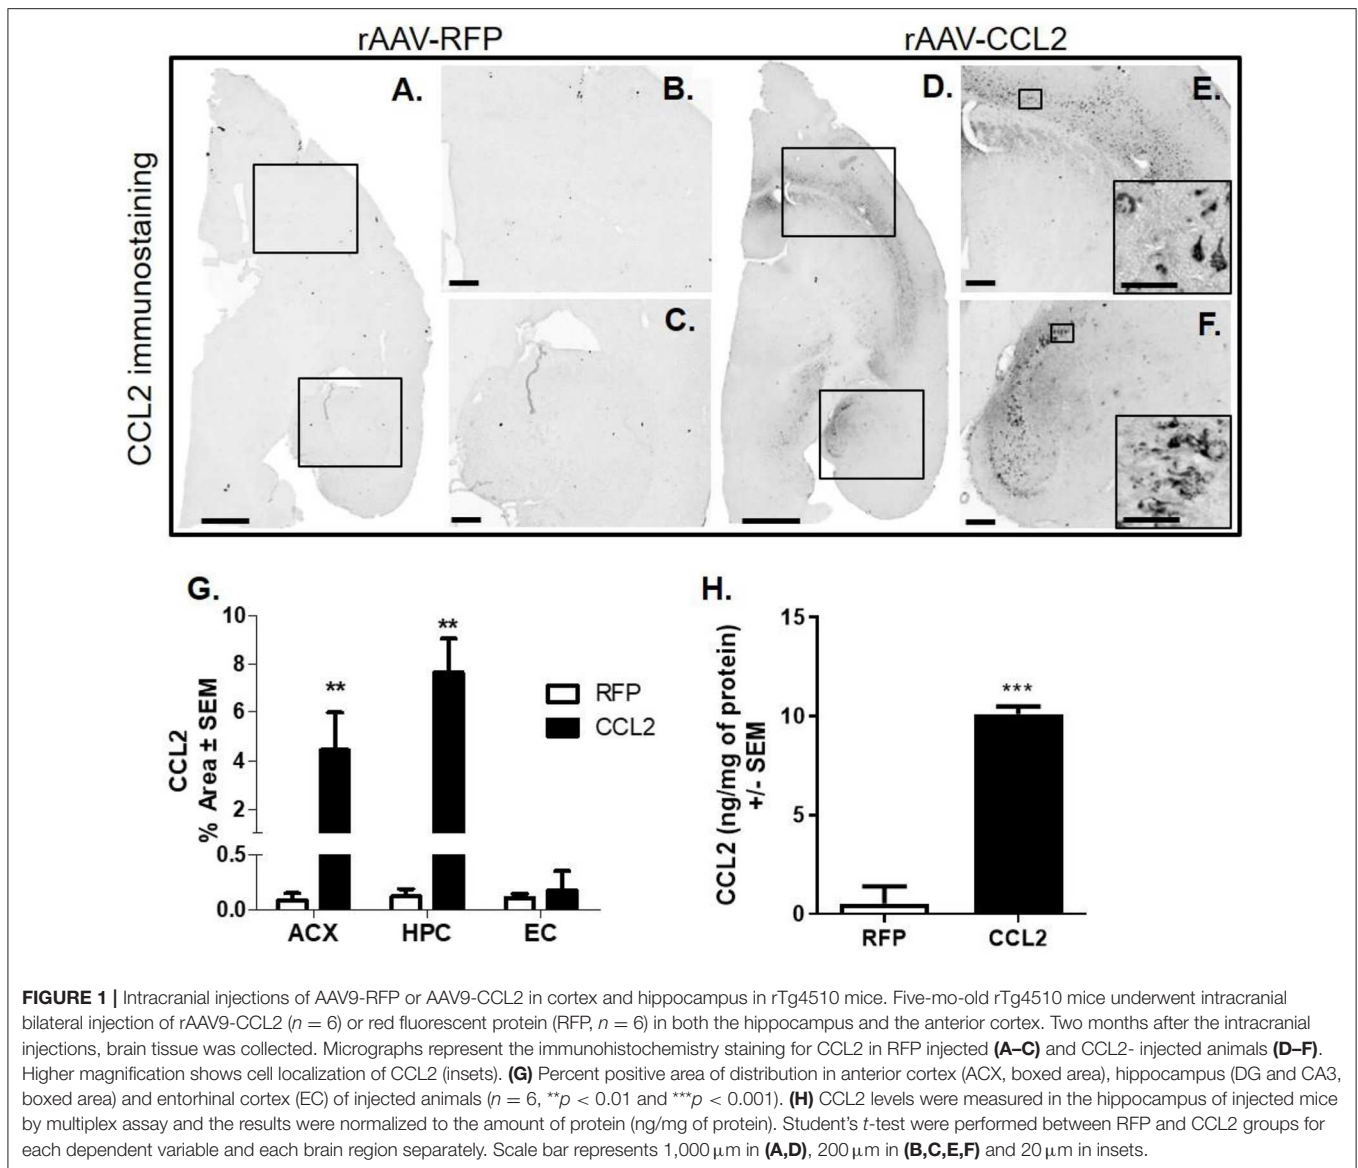 rAAV-RFP
rAAV-CCL2
CCL2 immunostaining
A.
B.
C.
D.
E.
F.
G.
CCL2
% Area ± SEM
10
8
6
4
2
0.5
0.0
**
**
RFP
CCL2
ACX
HPC
EC
H.
CCL2 (ng/mg of protein)
+/- SEM
15
10
5
0
***
RFP
CCL2
FIGURE 1 | Intracranial injections of AAV9-RFP or AAV9-CCL2 in cortex and hippocampus in rTg4510 mice. Five-mo-old rTg4510 mice underwent intracranial
bilateral injection of rAAV9-CCL2 (n = 6) or red fluorescent protein (RFP, n = 6) in both the hippocampus and the anterior cortex. Two months after the intracranial
injections, brain tissue was collected. Micrographs represent the immunohistochemistry staining for CCL2 in RFP injected (A–C) and CCL2- injected animals (D–F).
Higher magnification shows cell localization of CCL2 (insets). (G) Percent positive area of distribution in anterior cortex (ACX, boxed area), hippocampus (DG and CA3,
boxed area) and entorhinal cortex (EC) of injected animals (n = 6, **p < 0.01 and ***p < 0.001). (H) CCL2 levels were measured in the hippocampus of injected mice
by multiplex assay and the results were normalized to the amount of protein (ng/mg of protein). Student's t-test were performed between RFP and CCL2 groups for
each dependent variable and each brain region separately. Scale bar represents 1,000 μm in (A,D), 200 μm in (B,C,E,F) and 20 μm in insets.